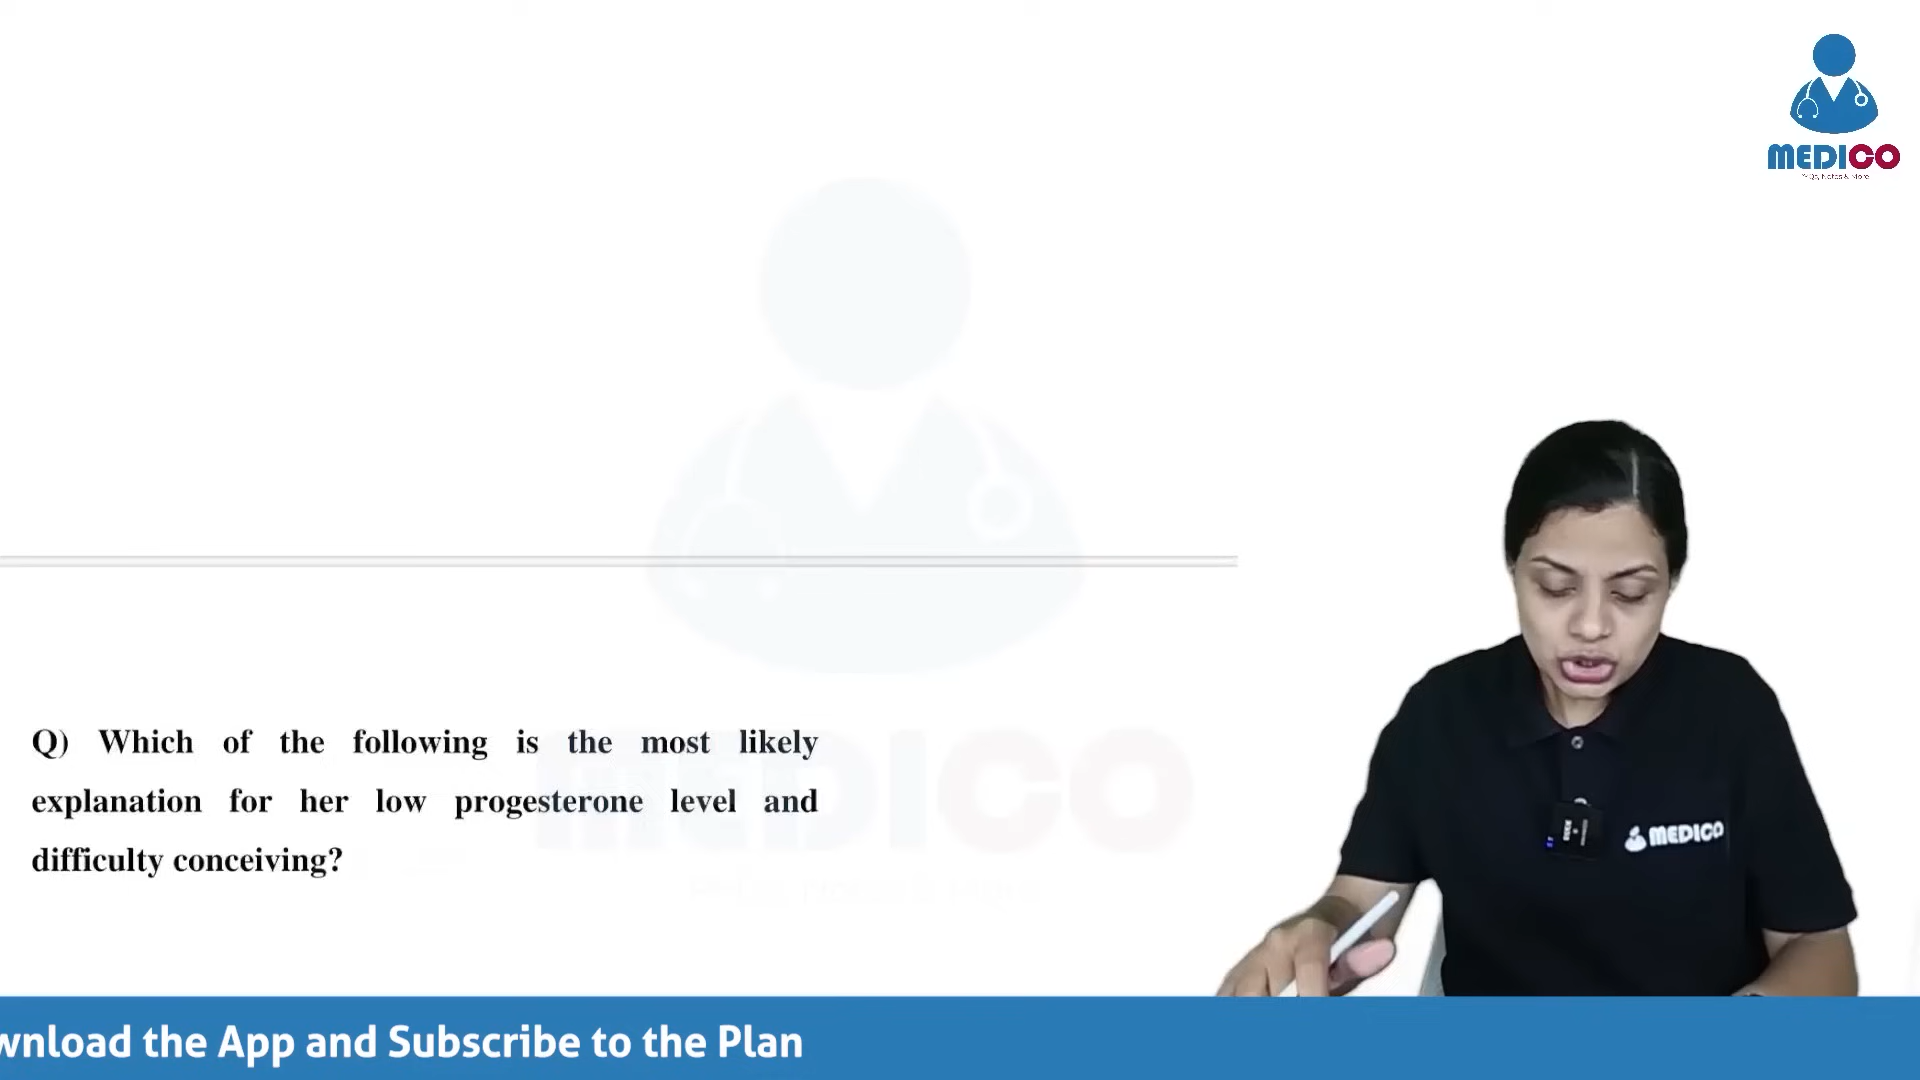 MEDICO
Q) Which of the following is the most likely
explanation for her low progesterone level and
difficulty conceiving?
MEDICO
MEDICO
wnload the App and Subscribe to the Plan